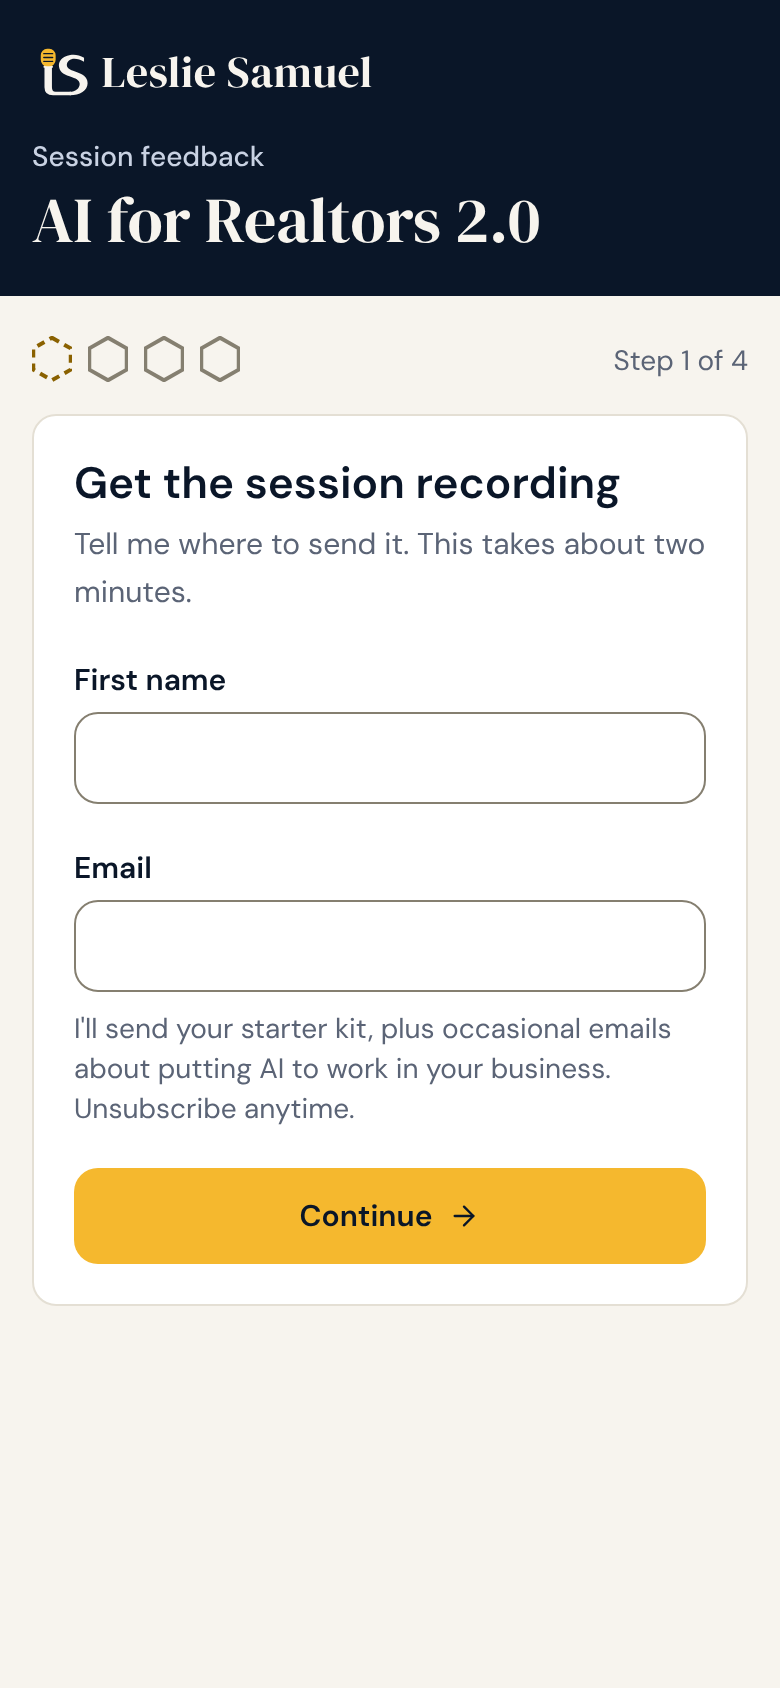 LS Leslie Samuel
Session feedback
AI for Realtors 2.0
Step 1 of 4
Get the session recording
Tell me where to send it. This takes about two
minutes.
First name
Email
I'll send your starter kit, plus occasional emails
about putting AI to work in your business.
Unsubscribe anytime.
Continue →